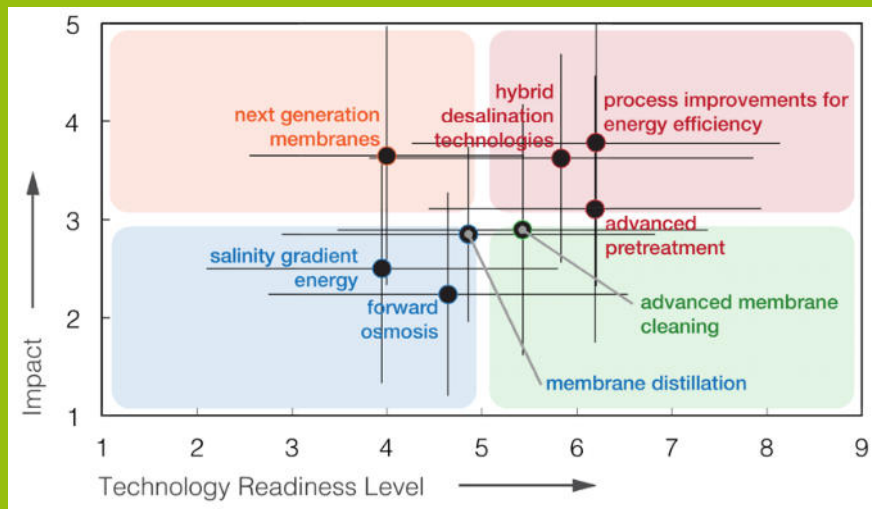 5
4
3
2
1
Impact
next generation
membranes
hybrid
desalination
technologies
process improvements for
energy efficiency
advanced
pretreatment
salinity gradient
energy
forward
osmosis
advanced membrane
cleaning
membrane distillation
1 2 3 4 5 6 7 8 9
Technology Readiness Level